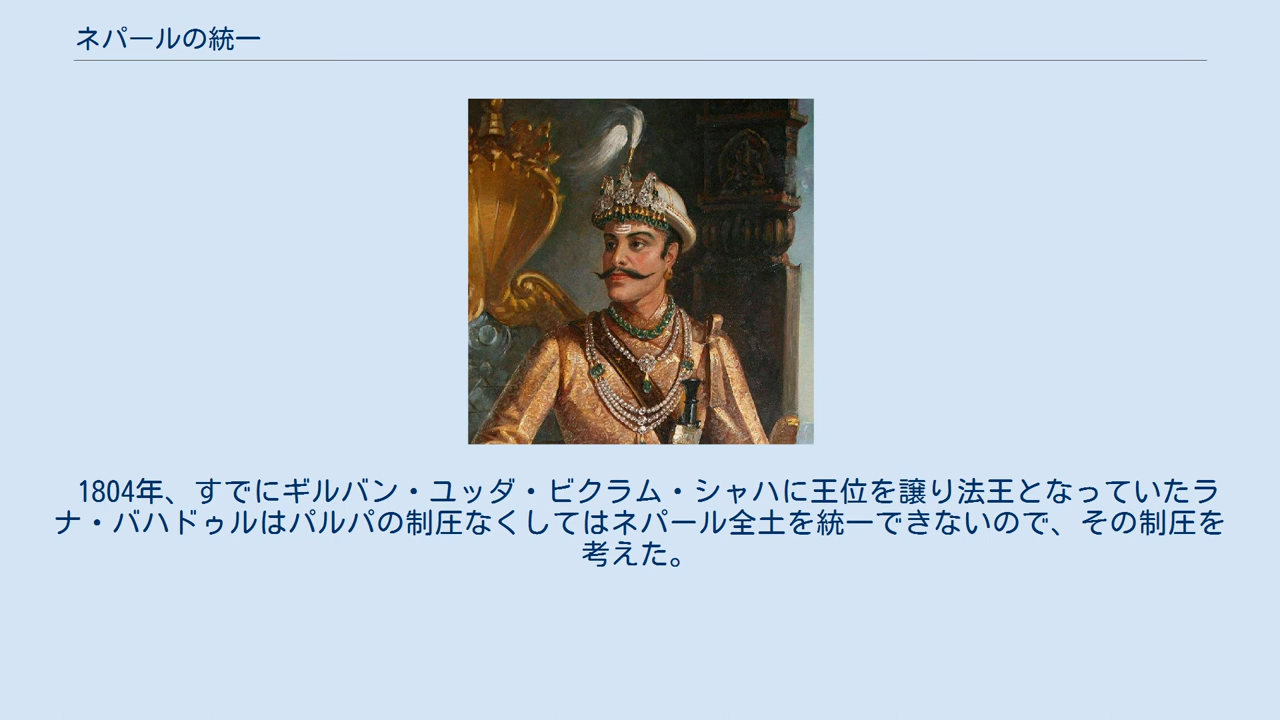 ネパールの統一
1804年、すでにギルバン・ユッダ・ビクラム・シャハに王位を譲り法王となっていたラ
ナ・バハドゥルはパルパの制圧なくしてはネパール全土を統一できないので、その制圧を
考えた。